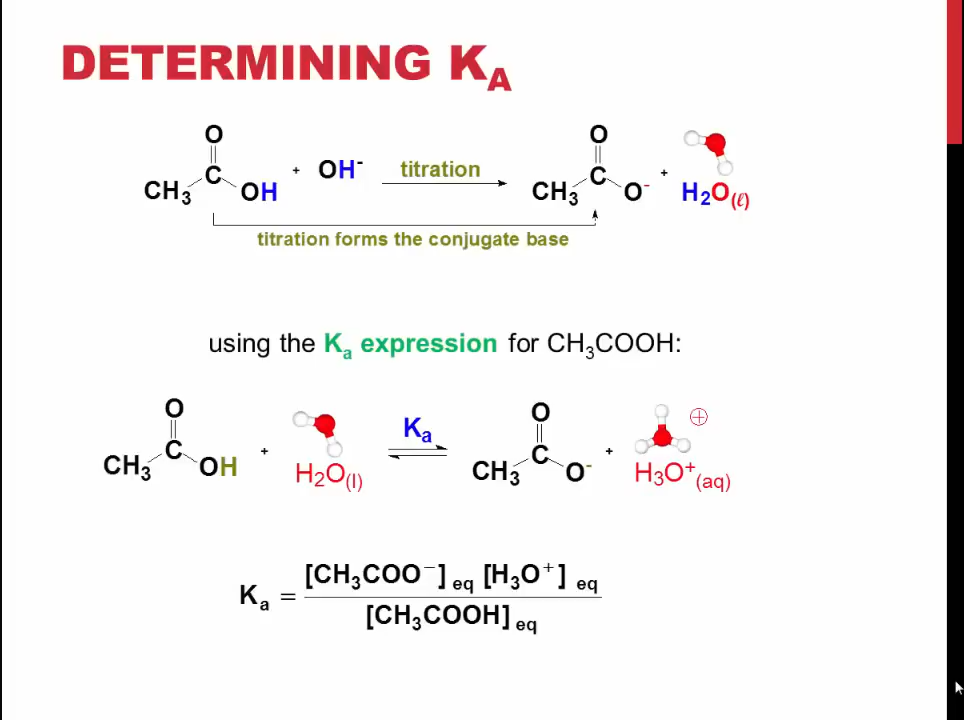 DETERMINING KA
O
C
CH3 OH + OH- titration CH3 C O O- + H2O(ℓ)
titration forms the conjugate base
using the Ka expression for CH3COOH:
O
C
CH3 OH + H2O(l) Ka CH3 C O O- + H3O+(aq)
Ka = [CH3COO−] eq [H3O+] eq
[CH3COOH] eq